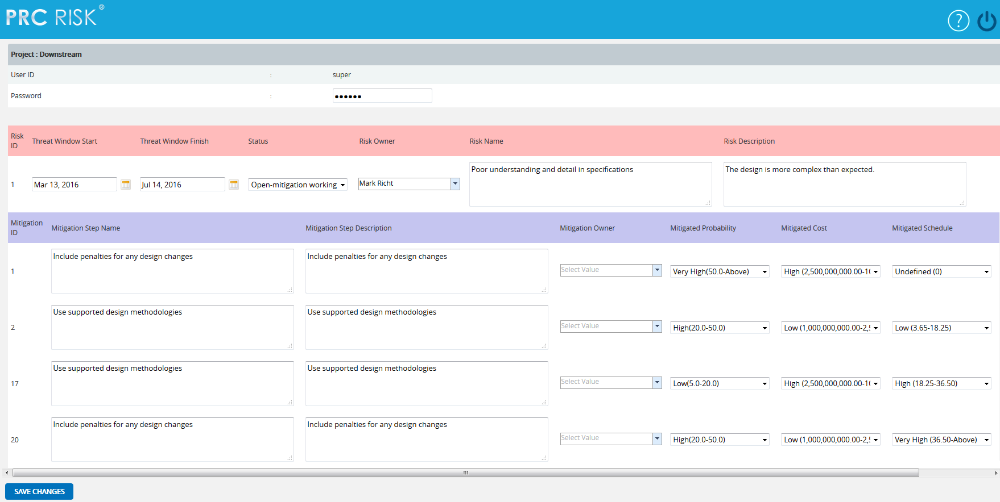 PRC RISK ®
?
Project : Downstream
User ID : super
Password : ••••••
Risk ID Threat Window Start Threat Window Finish Status Risk Owner Risk Name Risk Description
1 Mar 13, 2016 Jul 14, 2016 Open-mitigation working Mark Richt Poor understanding and detail in specifications The design is more complex than expected.
Mitigation ID Mitigation Step Name Mitigation Step Description Mitigation Owner Mitigated Probability Mitigated Cost Mitigated Schedule
1 Include penalties for any design changes Include penalties for any design changes Select Value Very High(50.0-Above) High (2,500,000,000.00-1( Undefined (0)
2 Use supported design methodologies Use supported design methodologies Select Value High(20.0-50.0) Low (1,000,000,000.00-2,5 Low (3.65-18.25)
17 Use supported design methodologies Use supported design methodologies Select Value Low(5.0-20.0) High (2,500,000,000.00-1( High (18.25-36.50)
20 Include penalties for any design changes Include penalties for any design changes Select Value High(20.0-50.0) Low (1,000,000,000.00-2,5 Very High (36.50-Above)
SAVE CHANGES